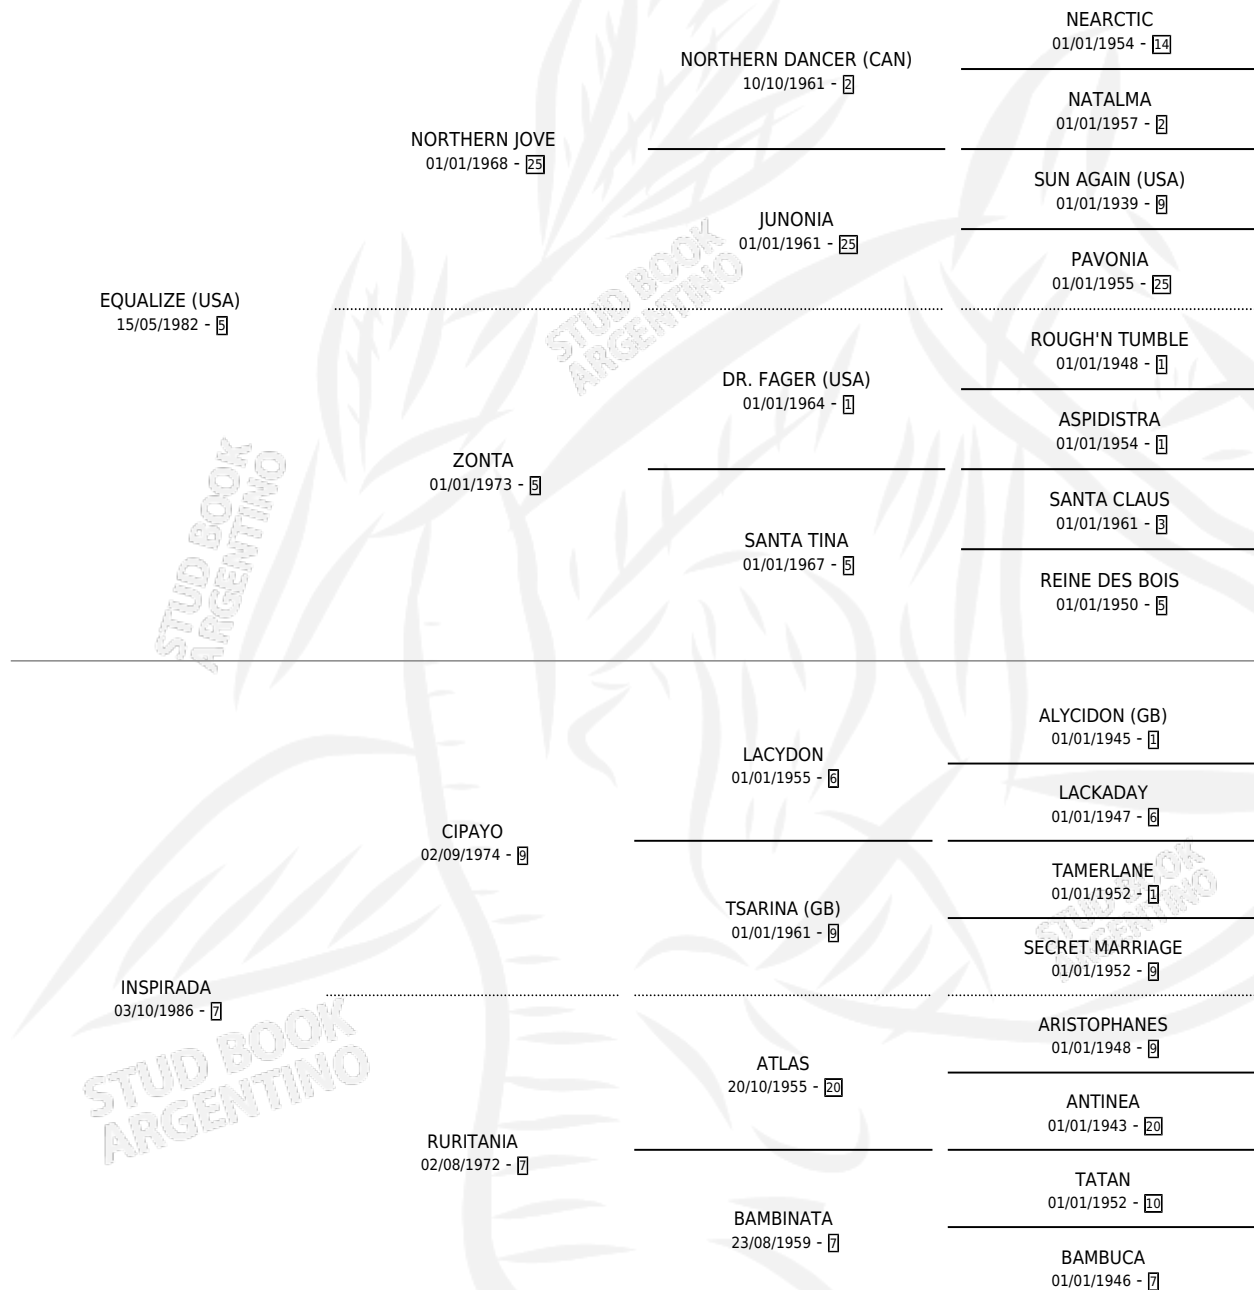 NEARCTIC
01/01/1954 - 14
NORTHERN DANCER (CAN)
10/10/1961 - 2
NATALMA
01/01/1957 - 2
NORTHERN JOVE
01/01/1968 - 25
SUN AGAIN (USA)
01/01/1939 - 9
JUNONIA
01/01/1961 - 25
PAVONIA
01/01/1955 - 25
EQUALIZE (USA)
15/05/1982 - 5
STUD BOOK
ARGENTINO
ROUGH'N TUMBLE
01/01/1948 - 1
DR. FAGER (USA)
01/01/1964 - 1
ASPIDISTRA
01/01/1954 - 1
ZONTA
01/01/1973 - 5
SANTA CLAUS
01/01/1961 - 3
SANTA TINA
01/01/1967 - 5
REINE DES BOIS
01/01/1950 - 5
STUD BOOK
ARGENTINO
ALYCIDON (GB)
01/01/1945 - 1
LACYDON
01/01/1955 - 6
LACKADAY
01/01/1947 - 6
CIPAYO
02/09/1974 - 9
TAMERLANE
01/01/1952 - 1
TSARINA (GB)
01/01/1961 - 9
SECRET MARRIAGE
01/01/1952 - 9
STUD BOOK
ARGENTINO
INSPIRADA
03/10/1986 - 7
ARISTOPHANES
01/01/1948 - 9
ATLAS
20/10/1955 - 20
ANTINEA
01/01/1943 - 20
STUD BOOK
ARGENTINO
RURITANIA
02/08/1972 - 7
TATAN
01/01/1952 - 10
BAMBINATA
23/08/1959 - 7
BAMBUCA
01/01/1946 - 7